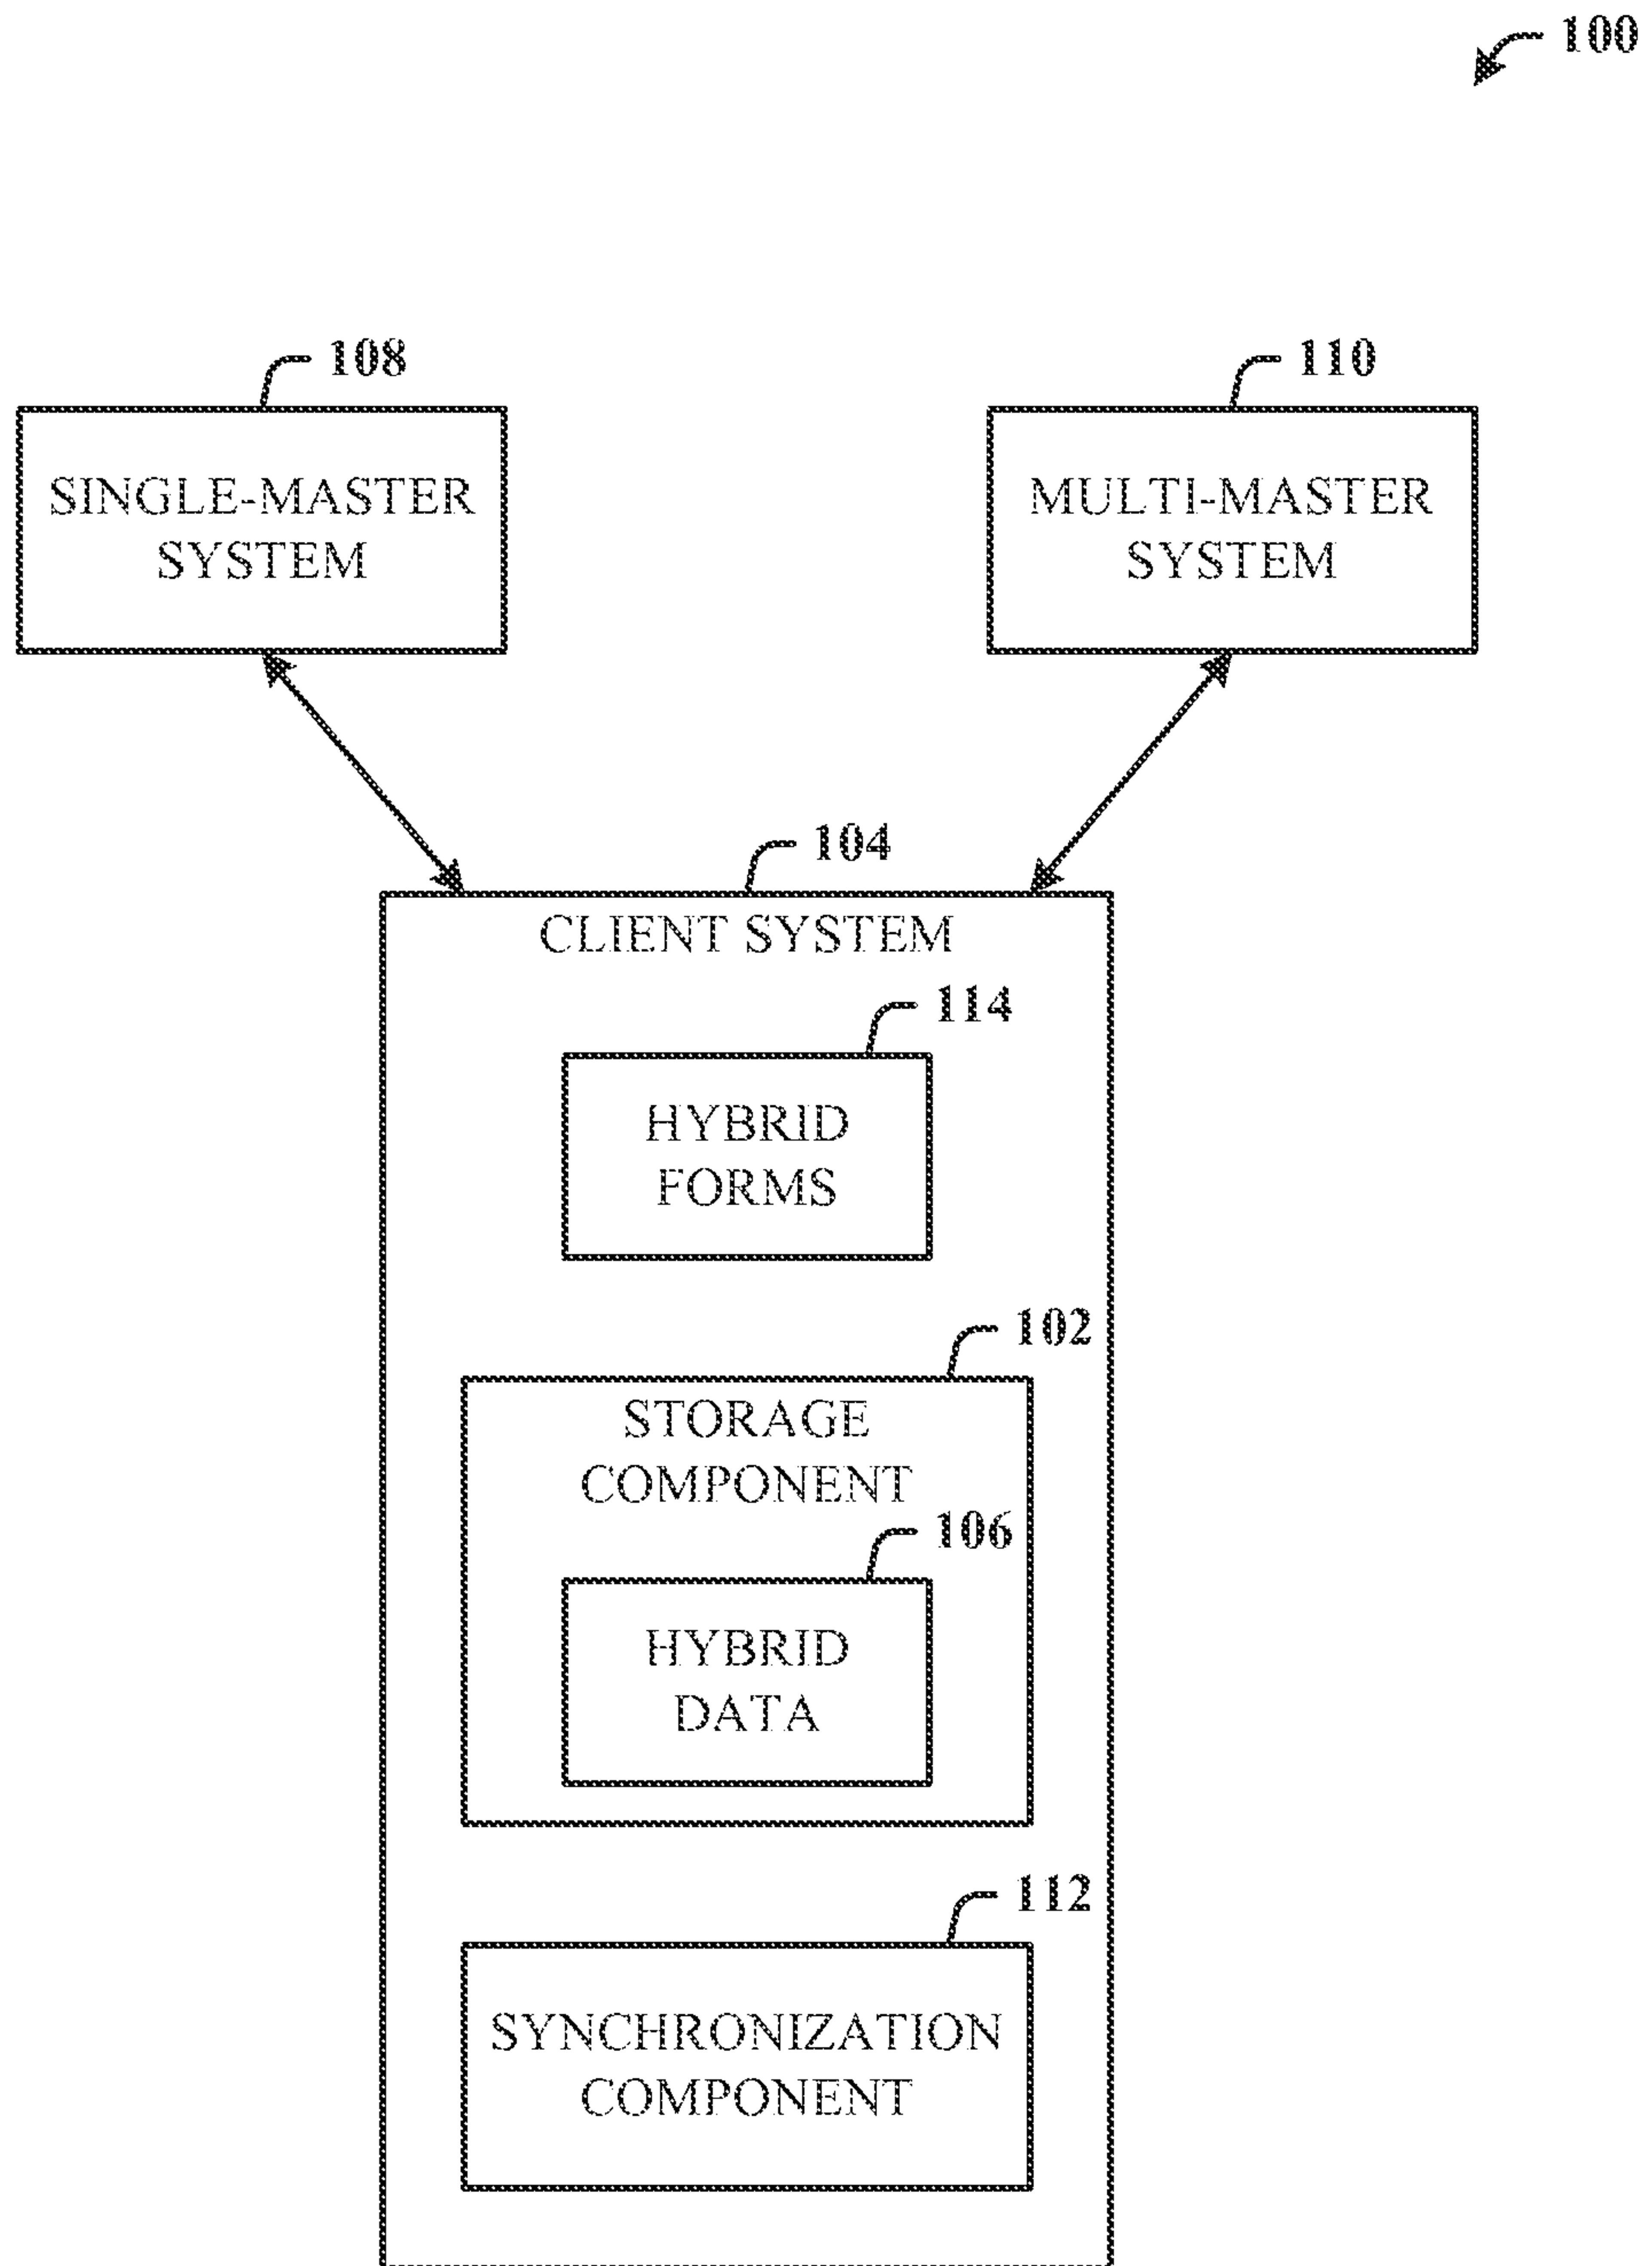 100
108
110
SINGLE-MASTER
SYSTEM
MULTI-MASTER
SYSTEM
104
CLIENT SYSTEM
114
HYBRID
FORMS
102
STORAGE
COMPONENT
106
HYBRID
DATA
112
SYNCHRONIZATION
COMPONENT